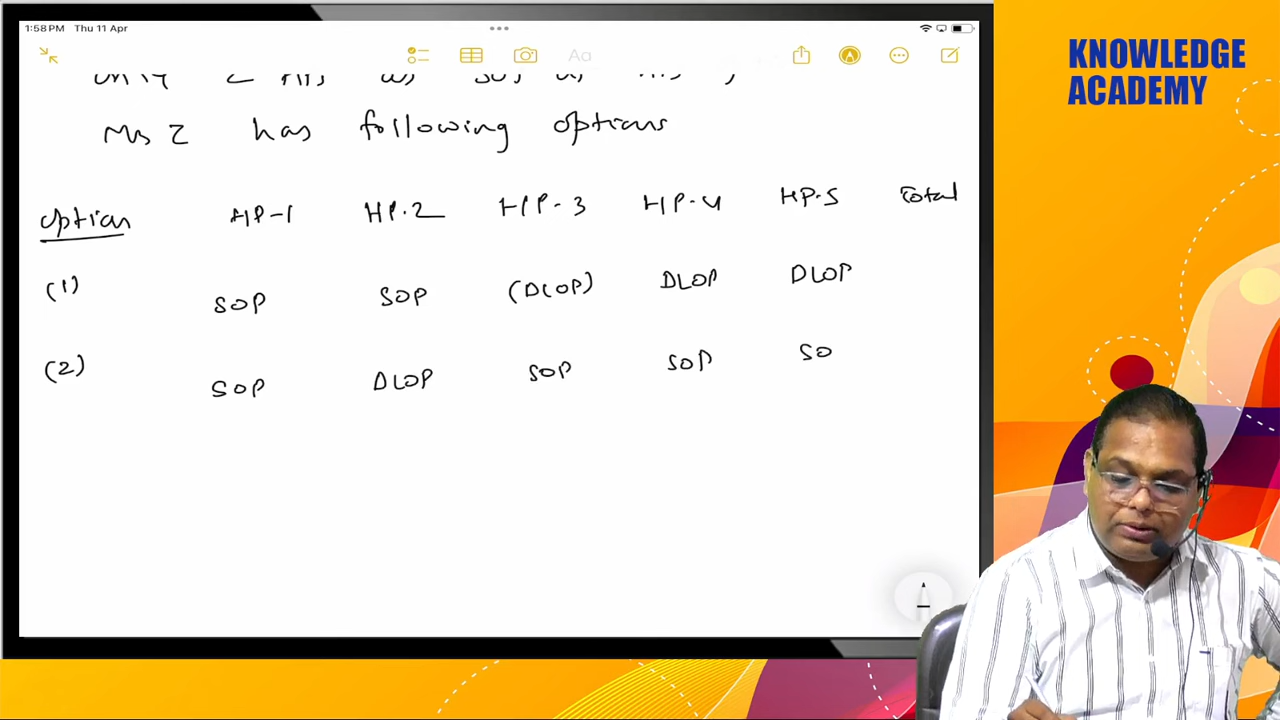 1:58 PM Thu 11 Apr
Aa
KNOWLEDGE
ACADEMY
has following options
option HP-1 HP-2 HP-3 HP-4 HP-5 Total
(1) SOP SOP (DLOP) DLOP DLOP
(2) SOP DLOP SOP SOP SO